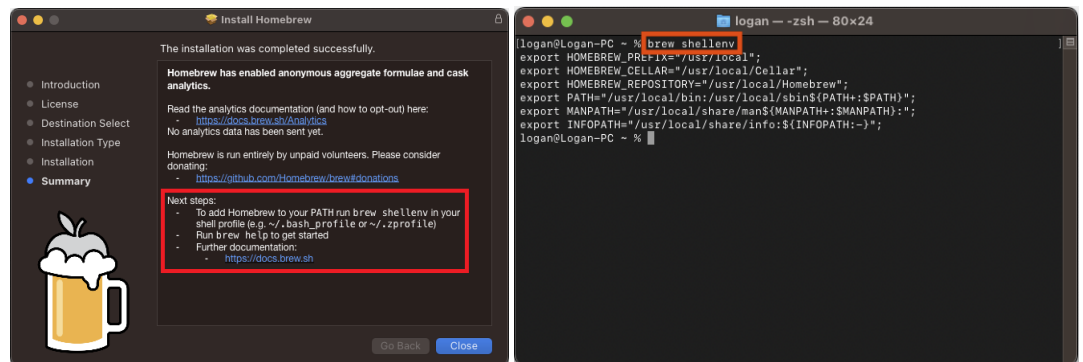 Install Homebrew
The installation was completed successfully.
Introduction
License
Destination Select
Installation Type
Installation
Summary
Homebrew has enabled anonymous aggregate formulae and cask
analytics.
Read the analytics documentation (and how to opt-out) here:
- https://docs.brew.sh/Analytics
No analytics data has been sent yet.
Homebrew is run entirely by unpaid volunteers. Please consider
donating:
- https://github.com/Homebrew/brew#donations
Next steps:
- To add Homebrew to your PATH run brew shellenv in your
shell profile (e.g. ~/.bash_profile or ~/.zprofile)
- Run brew help to get started
- Further documentation:
- https://docs.brew.sh
Go Back
Close
logan — -zsh — 80×24
[logan@Logan-PC ~ % brew shellenv ]
export HOMEBREW_PREFIX="/usr/local";
export HOMEBREW_CELLAR="/usr/local/Cellar";
export HOMEBREW_REPOSITORY="/usr/local/Homebrew";
export PATH="/usr/local/bin:/usr/local/sbin${PATH+:$PATH}";
export MANPATH="/usr/local/share/man${MANPATH+:$MANPATH}:";
export INFOPATH="/usr/local/share/info:${INFOPATH:-}";
logan@Logan-PC ~ %